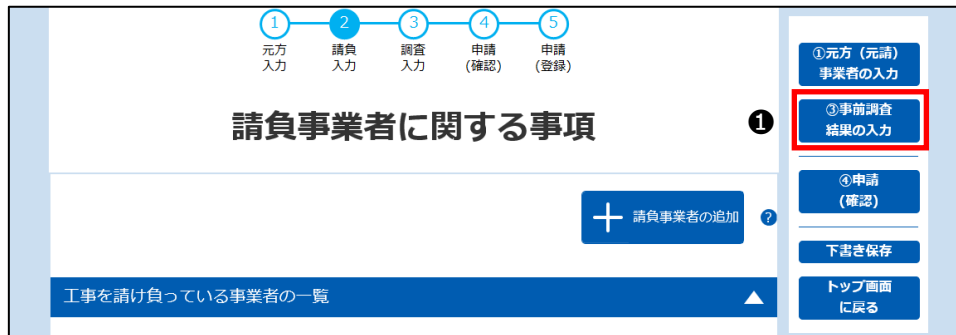 1 2 3 4 5
元方 請負 調査 申請 申請
入力 入力 入力 (確認) (登録)
請負事業者に関する事項
❶
＋ 請負事業者の追加 ?
工事を請け負っている事業者の一覧 ▲
①元方（元請）
事業者の入力
③事前調査
結果の入力
④申請
(確認)
下書き保存
トップ画面
に戻る